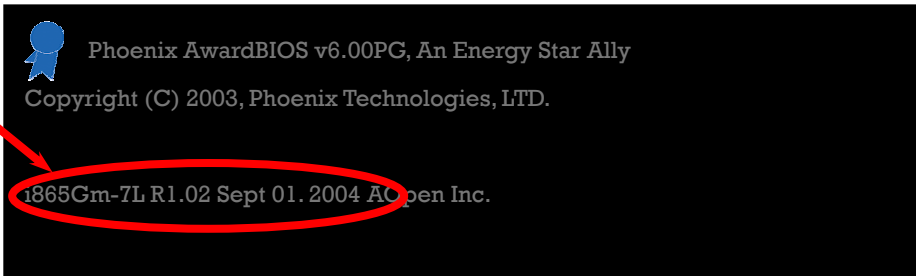 Phoenix AwardBIOS v6.00PG, An Energy Star Ally
Copyright (C) 2003, Phoenix Technologies, LTD.
i865Gm-7L R1.02 Sept 01. 2004 AOpen Inc.